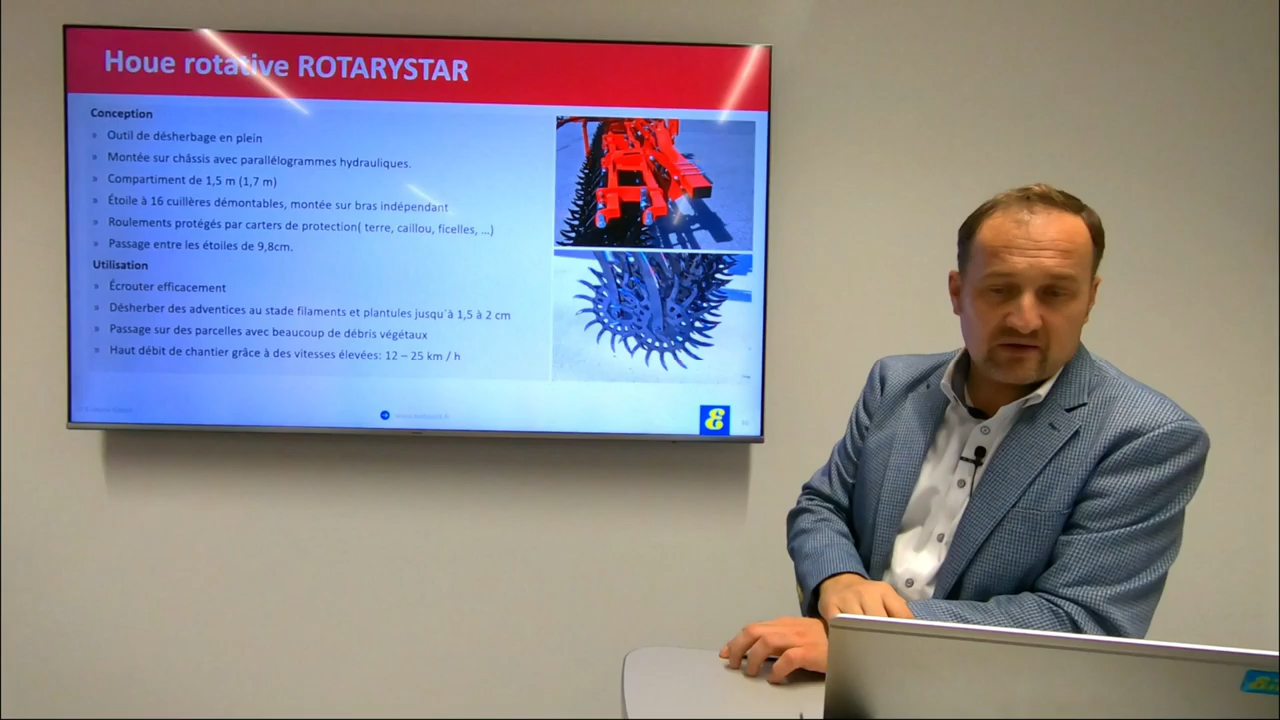 Houe rotative ROTARYSTAR
Conception
» Outil de désherbage en plein
» Montée sur châssis avec parallélogrammes hydrauliques.
» Compartiment de 1,5 m (1,7 m)
» Étoile à 16 cuillères démontables, montée sur bras indépendant
» Roulements protégés par carters de protection( terre, caillou, ficelles, ...)
» Passage entre les étoiles de 9,8cm.
Utilisation
» Écrouter efficacement
» Désherber des adventices au stade filaments et plantules jusqu´à 1,5 à 2 cm
» Passage sur des parcelles avec beaucoup de débris végétaux
» Haut débit de chantier grâce à des vitesses élevées: 12 – 25 km / h